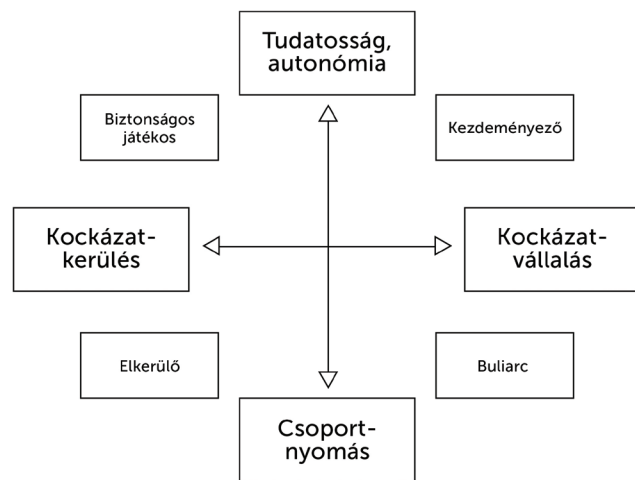 Tudatosság,
autonómia
Biztonságos
játékos
Kezdeményező
Kockázat-
kerülés
Kockázat-
vállalás
Elkerülő
Buliarc
Csoport-
nyomás